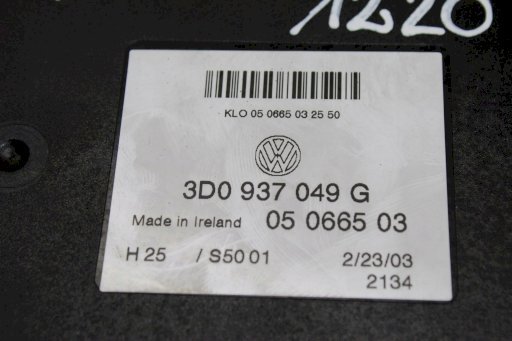 1220
KLO 05 0665 03 25 50
3D0 937 049 G
Made in Ireland 05 0665 03
H 25 / S50 01 2/23/03
2134